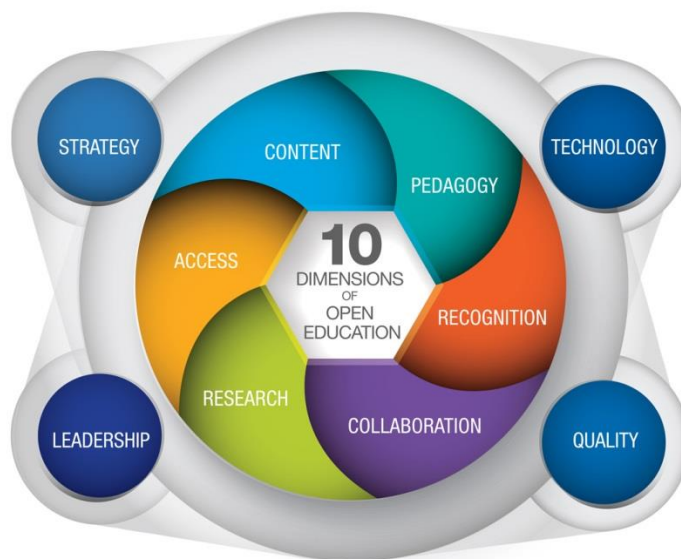 STRATEGY
TECHNOLOGY
CONTENT
PEDAGOGY
ACCESS
10
DIMENSIONS
OF
OPEN
EDUCATION
RECOGNITION
RESEARCH
COLLABORATION
LEADERSHIP
QUALITY